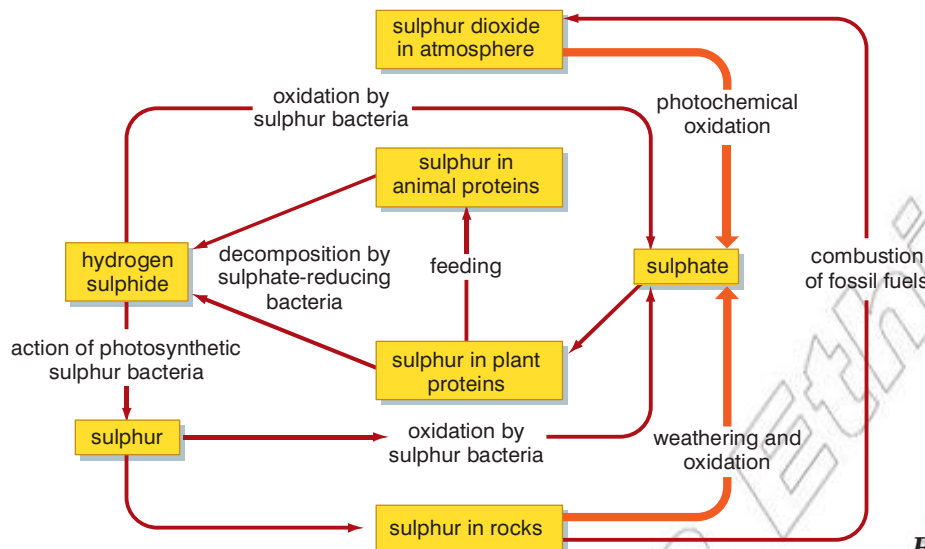 sulphur dioxide
in atmosphere
oxidation by
sulphur bacteria
photochemical
oxidation
sulphur in
animal proteins
hydrogen
sulphide
decomposition by
sulphate-reducing
bacteria
feeding
sulphate
combustion
of fossil fuels
action of photosynthetic
sulphur bacteria
sulphur in plant
proteins
sulphur
oxidation by
sulphur bacteria
weathering and
oxidation
sulphur in rocks